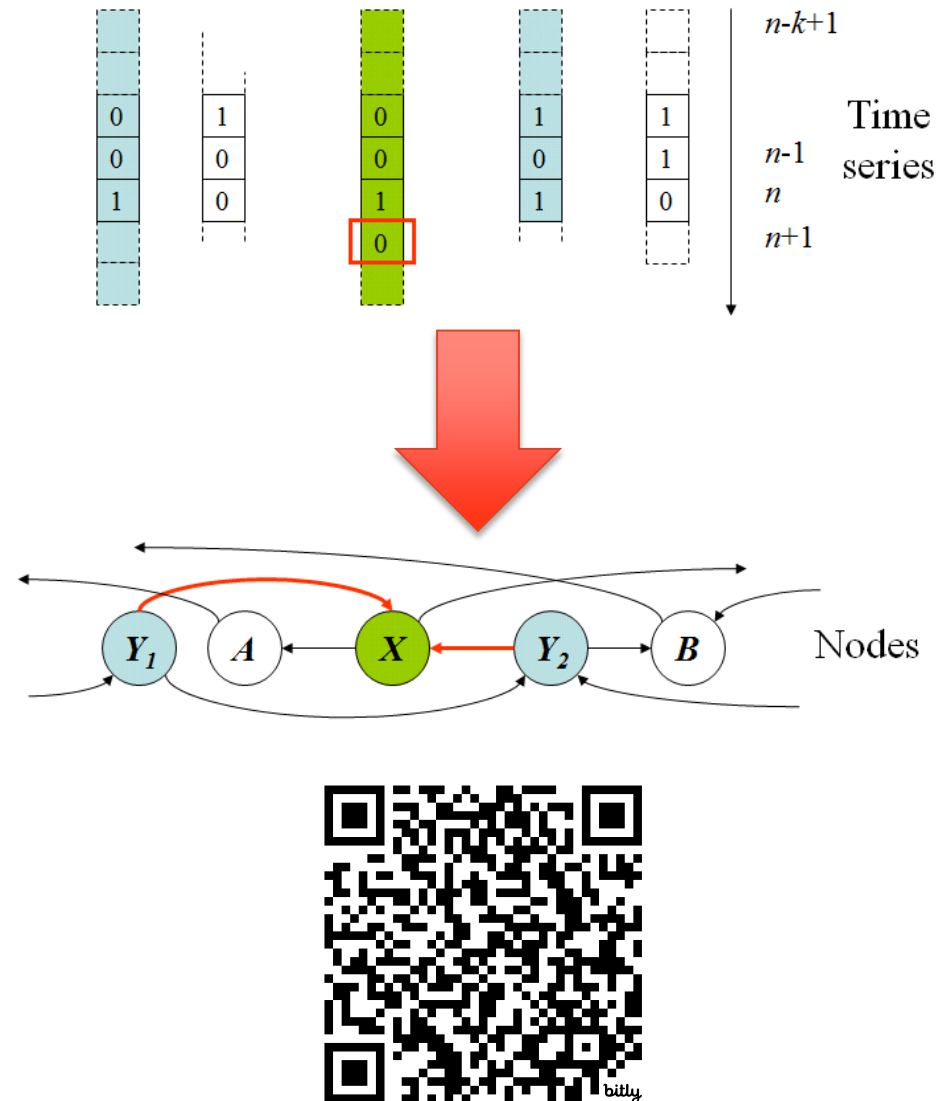 n-k+1
0 1 0 1 1 Time
0 0 0 0 1 n-1 series
1 0 1 1 0 n
0 n+1
Y1 A X Y2 B Nodes
bitly